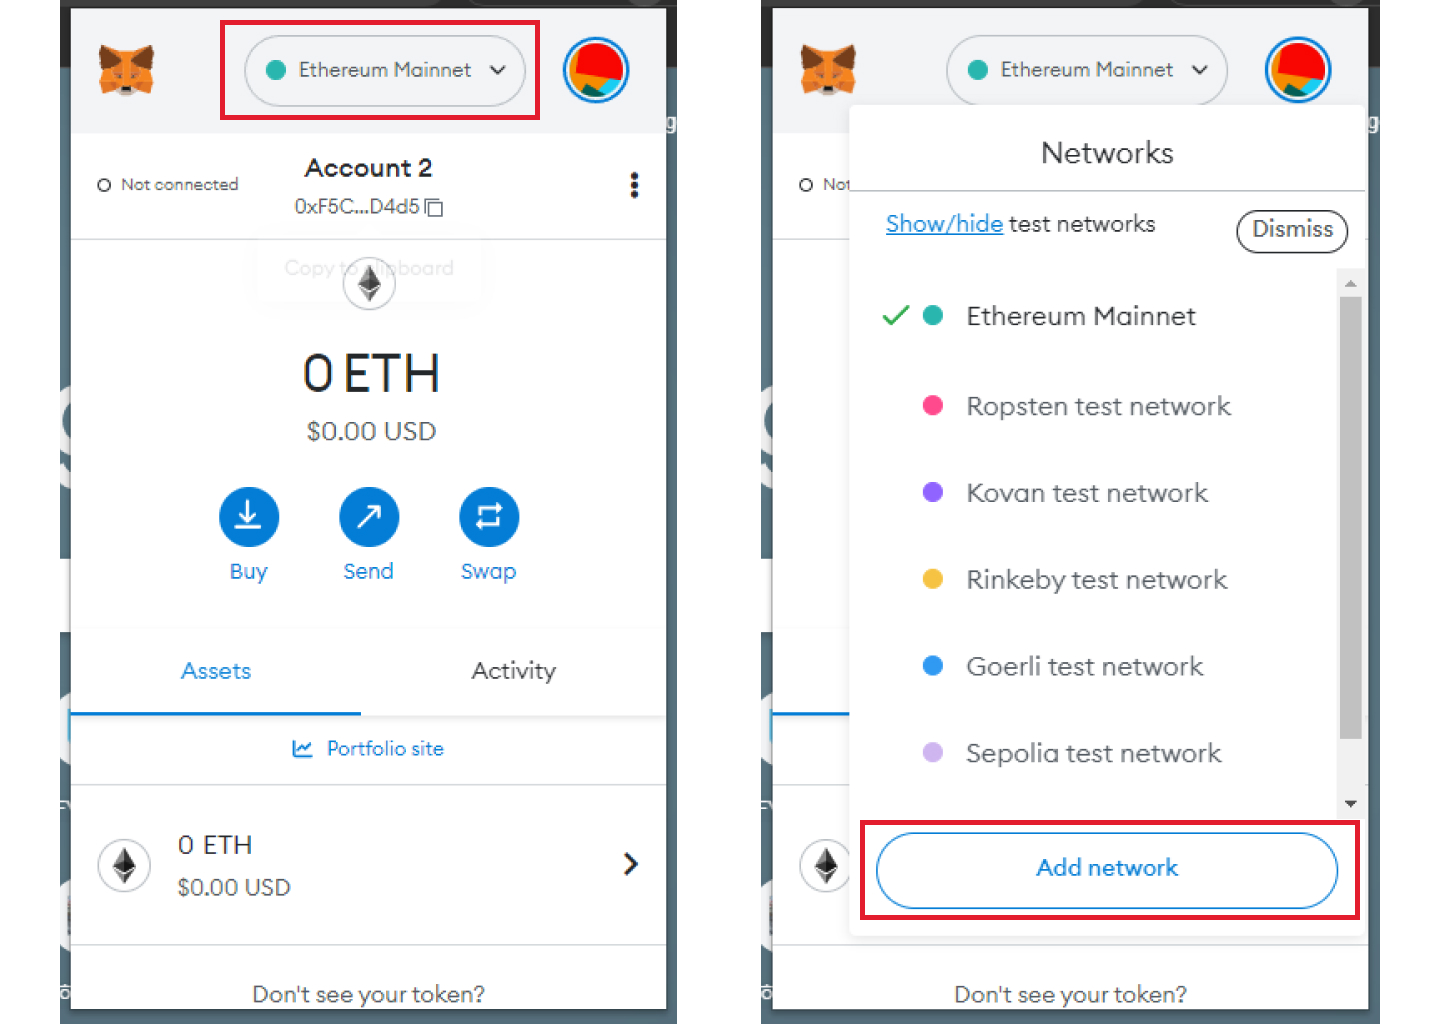 Ethereum Mainnet
Account 2
Not connected
0xF5C...D4d5
Copy to clipboard
0 ETH
$0.00 USD
Buy
Send
Swap
Assets
Activity
Portfolio site
0 ETH
$0.00 USD
Don't see your token?
Ethereum Mainnet
Networks
Not
Show/hide test networks
Dismiss
Ethereum Mainnet
Ropsten test network
Kovan test network
Rinkeby test network
Goerli test network
Sepolia test network
Add network
Don't see your token?